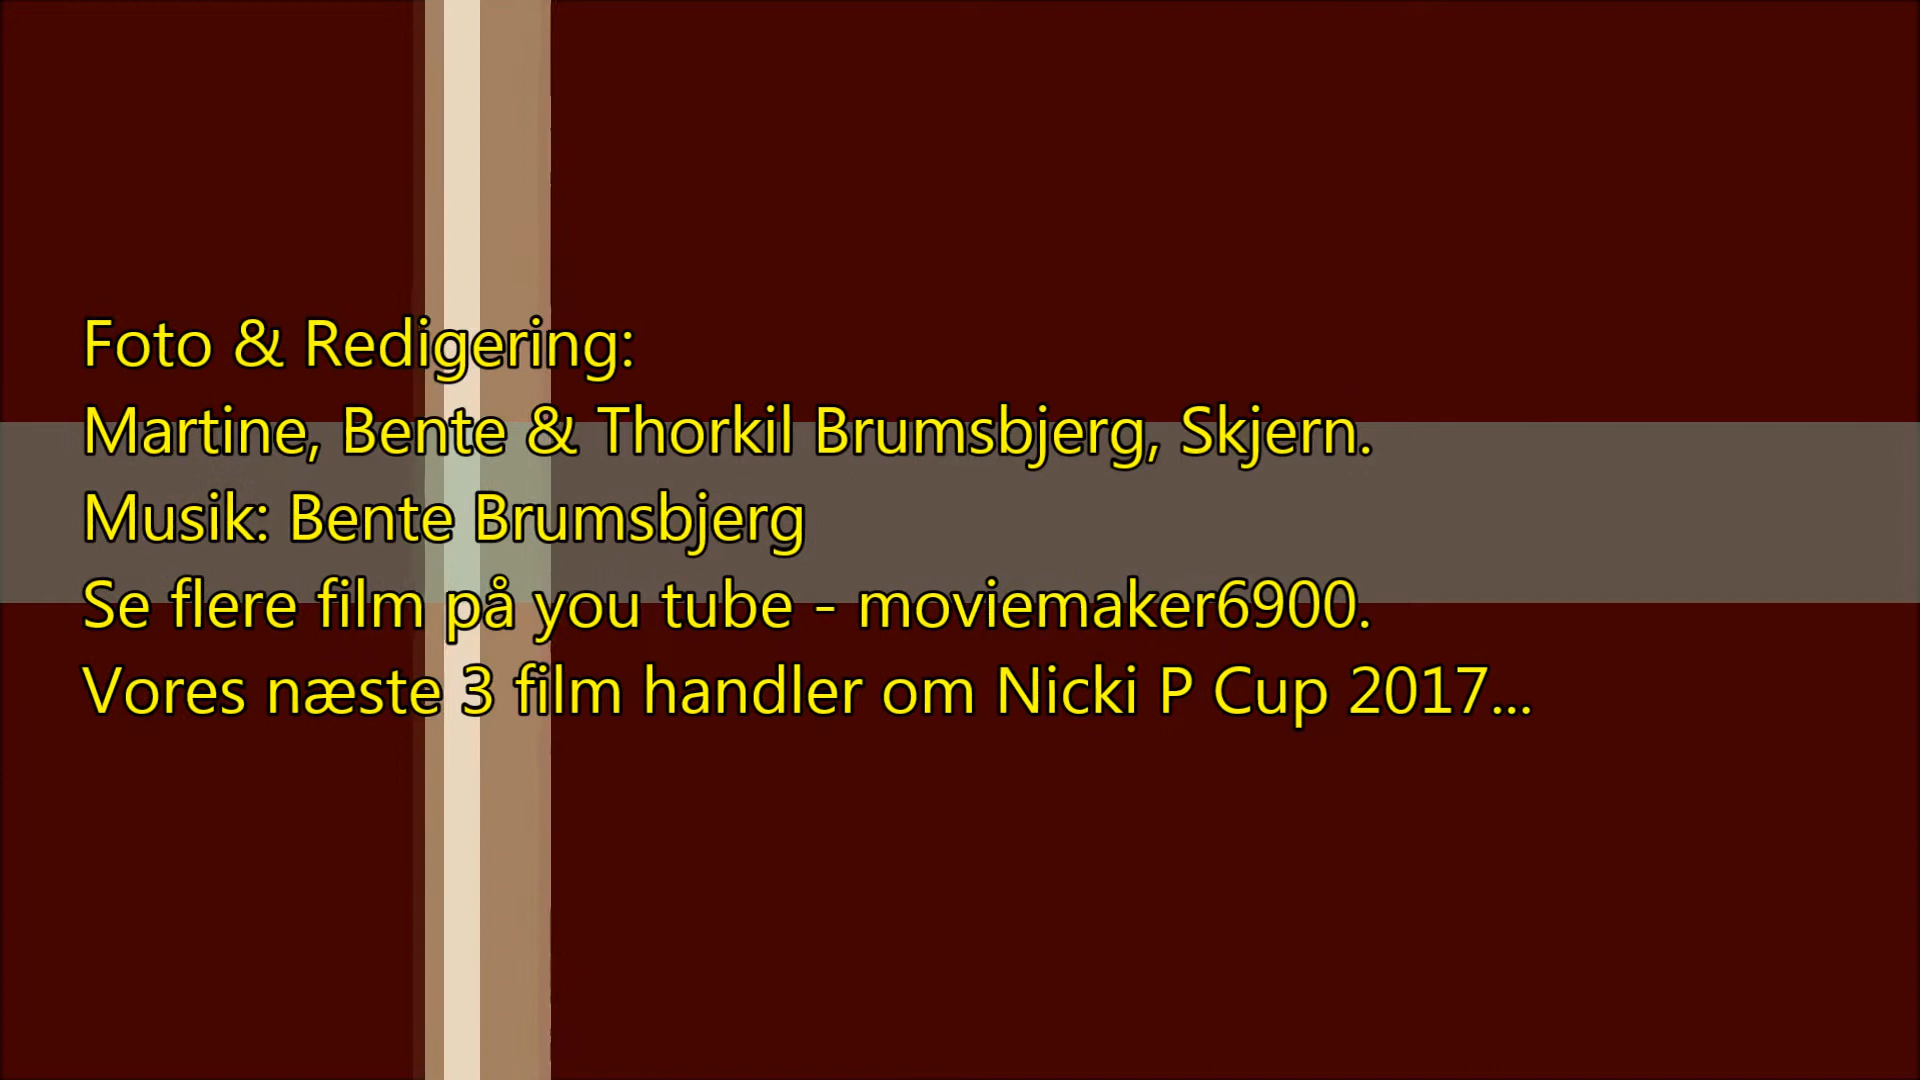 Foto & Redigering:
Martine, Bente & Thorkil Brumsbjerg, Skjern.
Musik: Bente Brumsbjerg
Se flere film på you tube - moviemaker6900.
Vores næste 3 film handler om Nicki P Cup 2017...